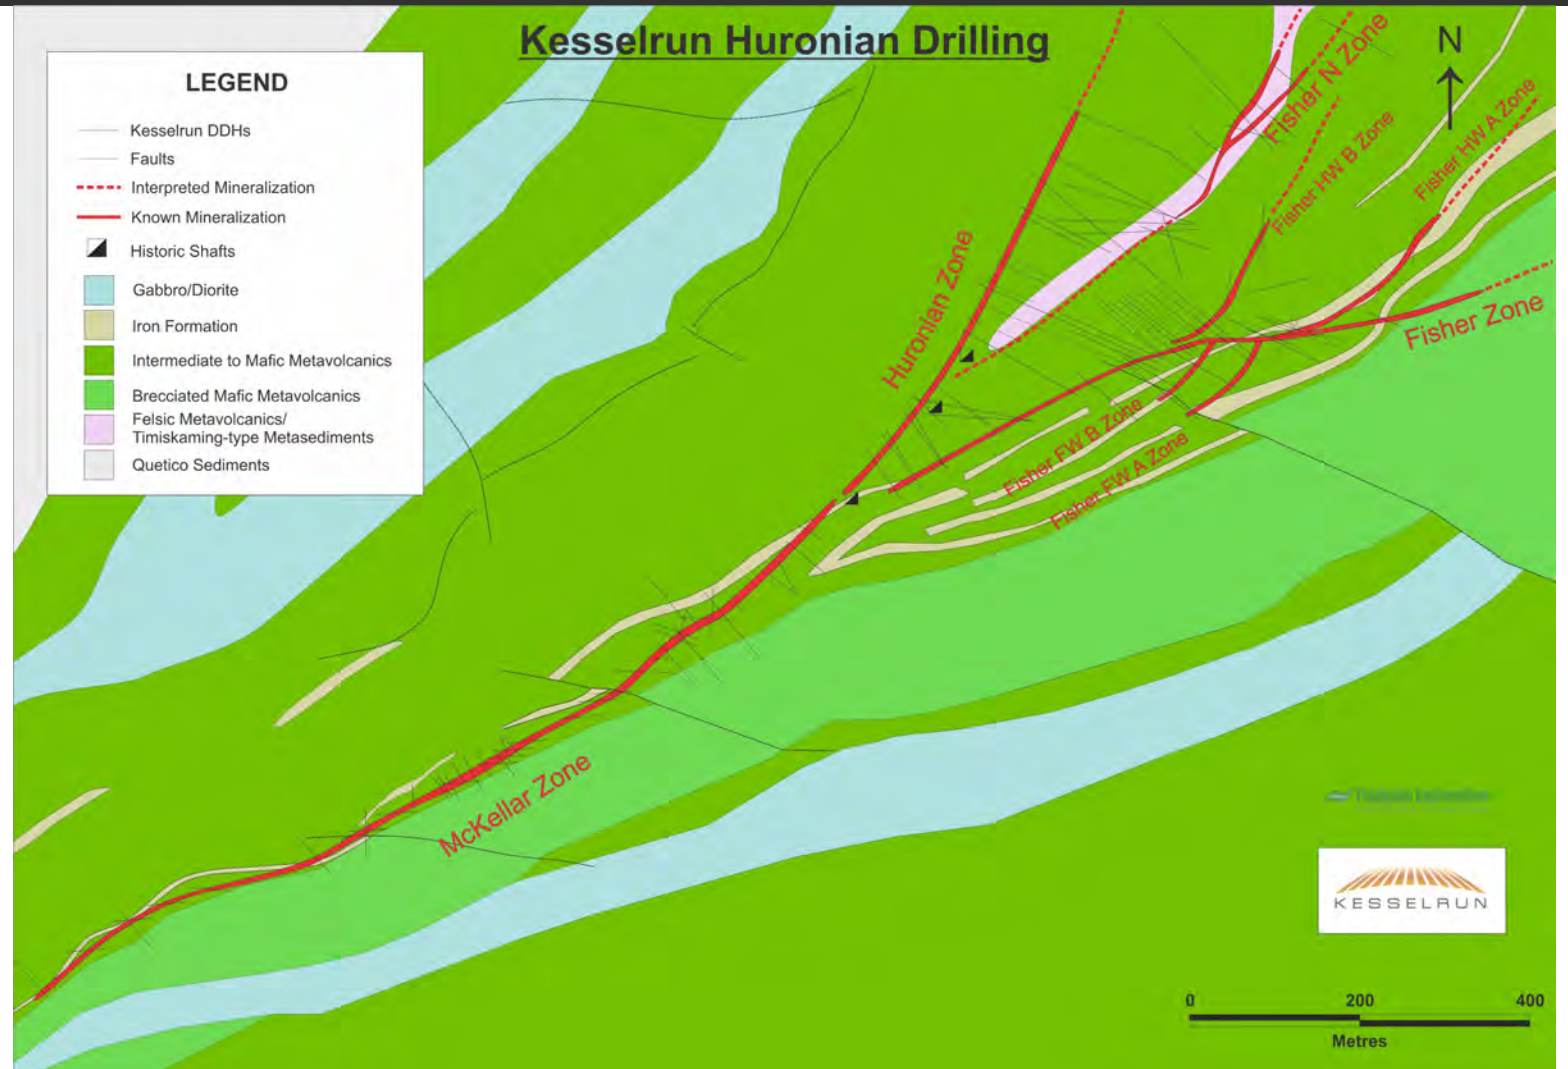 Kesselrun Huronian Drilling
LEGEND
Kesselrun DDHs
Faults
Interpreted Mineralization
Known Mineralization
Historic Shafts
Gabbro/Diorite
Iron Formation
Intermediate to Mafic Metavolcanics
Brecciated Mafic Metavolcanics
Felsic Metavolcanics/
Timiskaming-type Metasediments
Quetico Sediments
N
Fisher N Zone
Fisher HW B Zone
Fisher HW A Zone
Fisher Zone
Huronian Zone
Fisher FW B Zone
Fisher FW A Zone
McKellar Zone
KESSELRUN
0 200 400
Metres